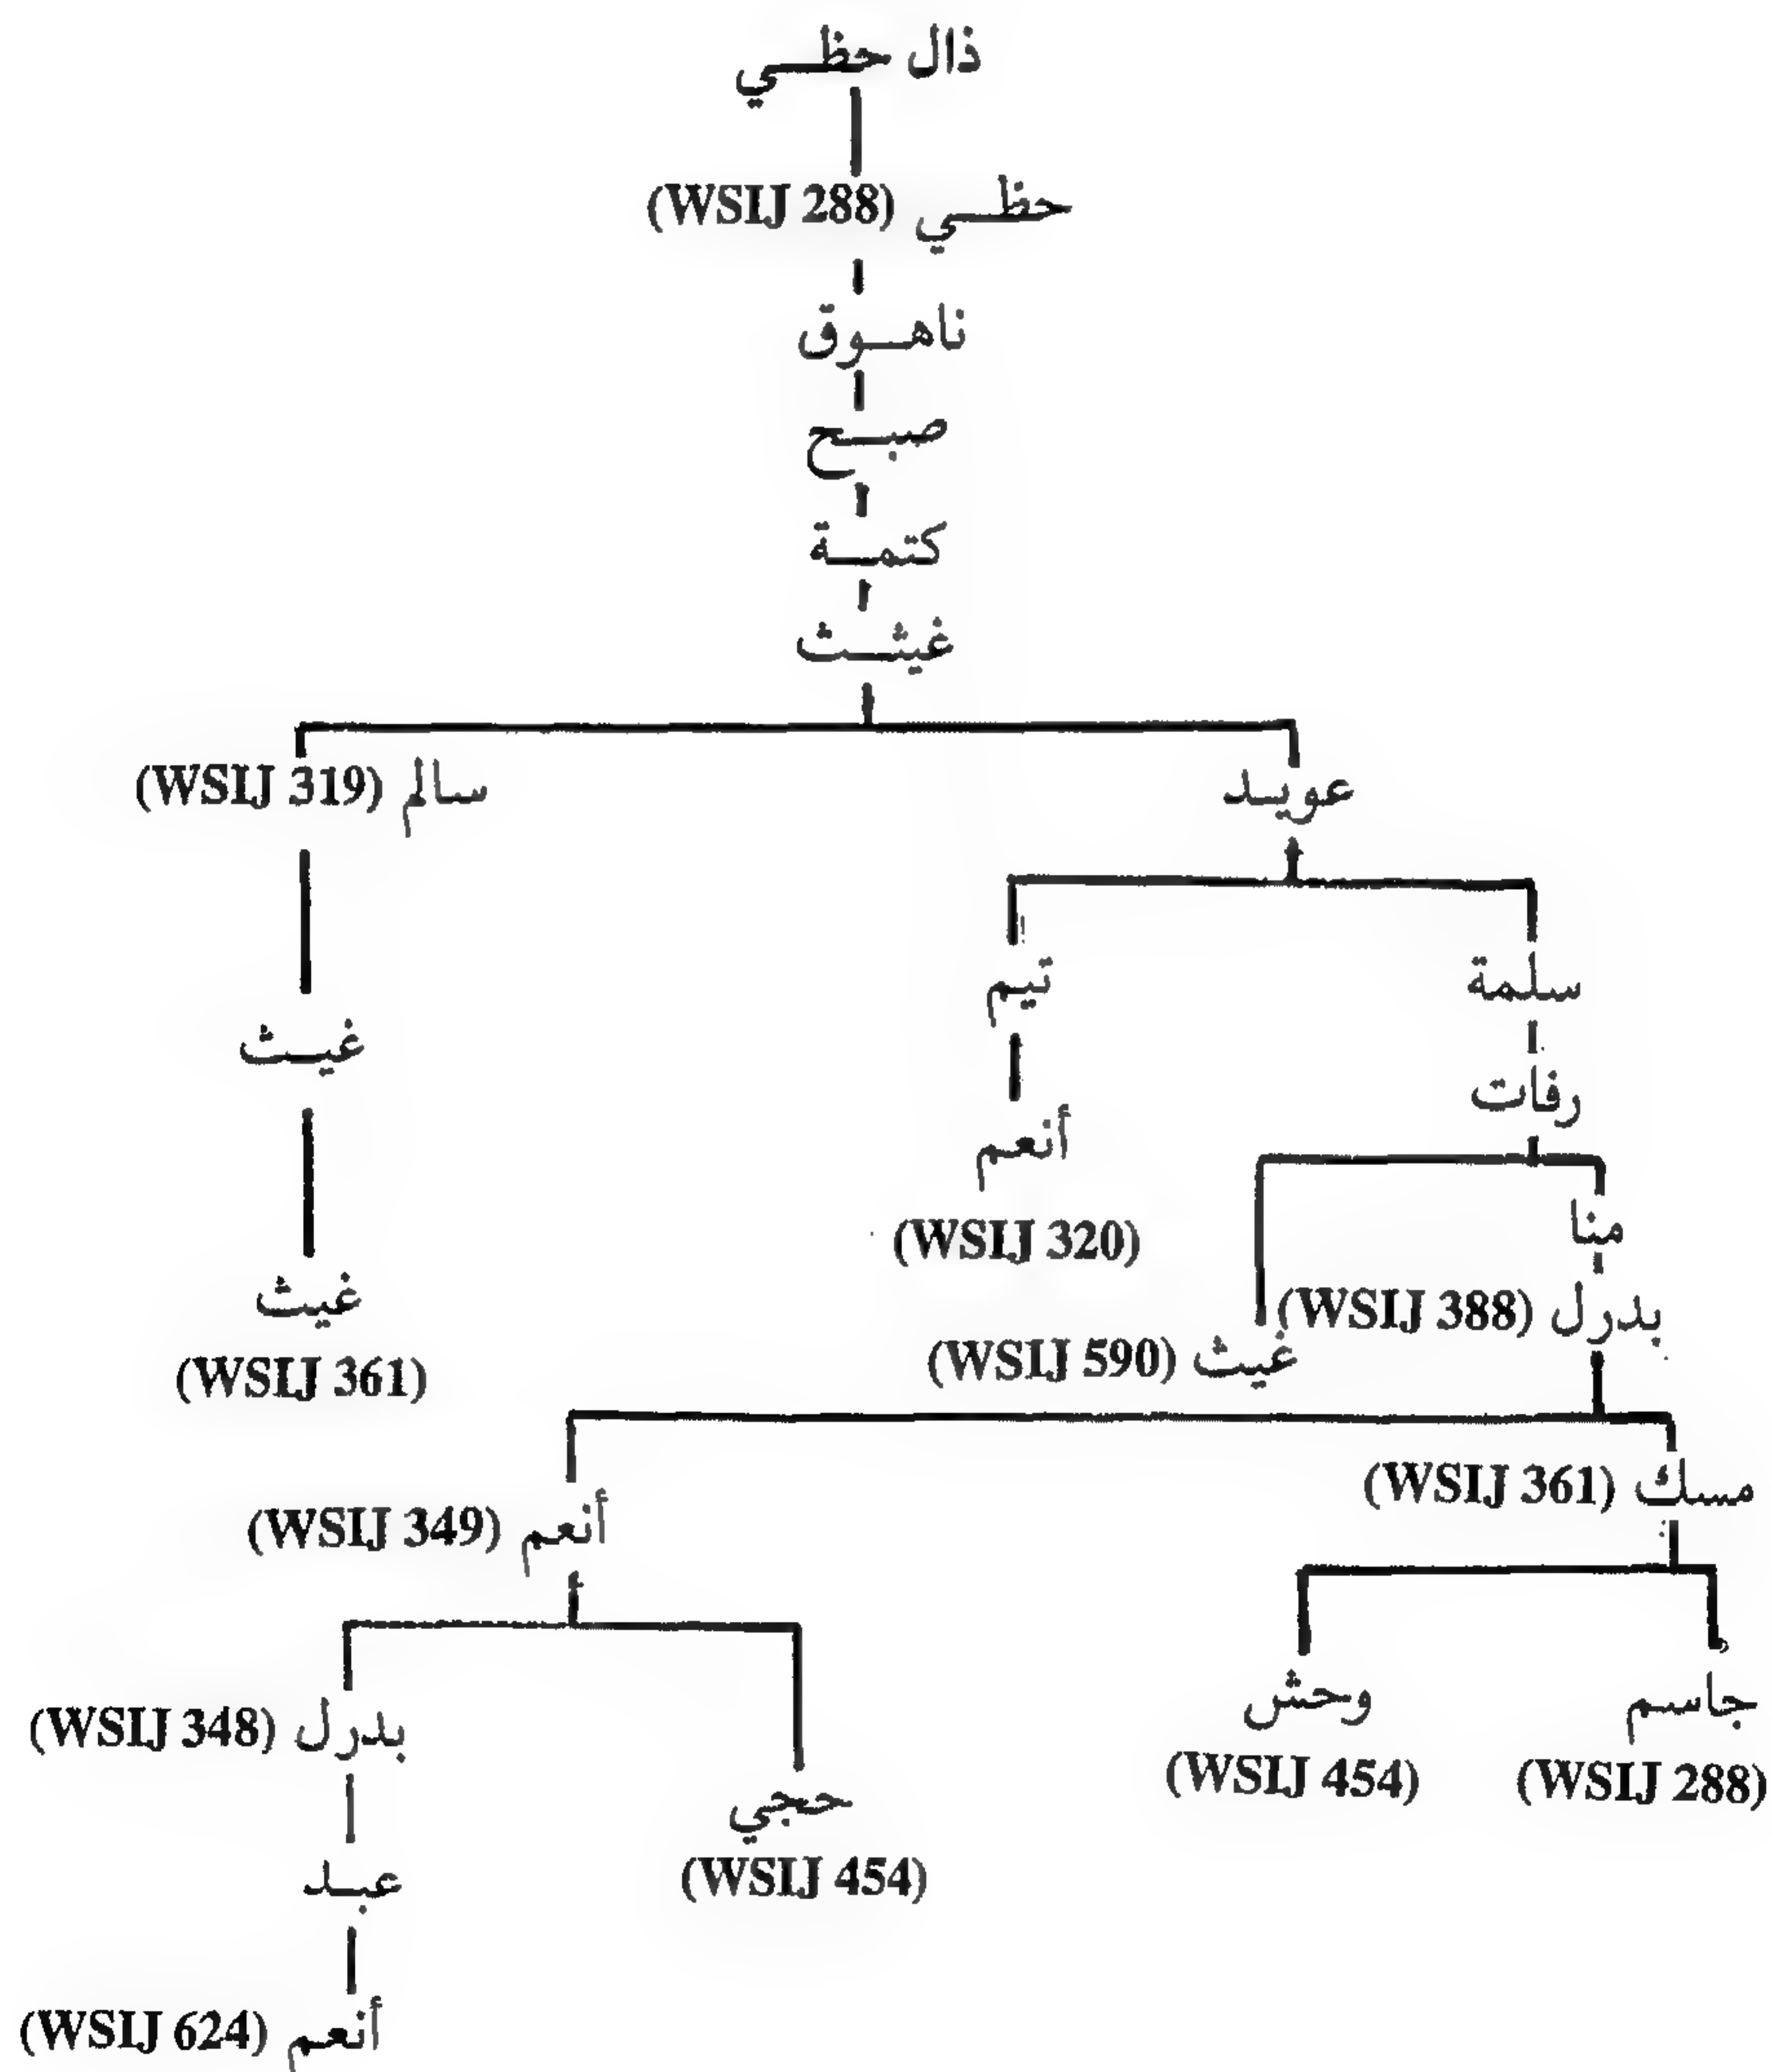 ذال حظي
حظي (WSIJ 288)
ناهوق
صبح
كتمة
غيث
عويد
سالم (WSIJ 319)
سلمة
تيم
غيث
رفات
أنعم
(WSIJ 320)
منا
بدرل (WSIJ 388)
غيث
(WSIJ 361)
غيث (WSIJ 590)
مسك (WSIJ 361)
أنعم (WSIJ 349)
جاسم
(WSIJ 288)
وحش
(WSIJ 454)
بدرل (WSIJ 348)
حجي
(WSIJ 454)
عبد
أنعم (WSIJ 624)